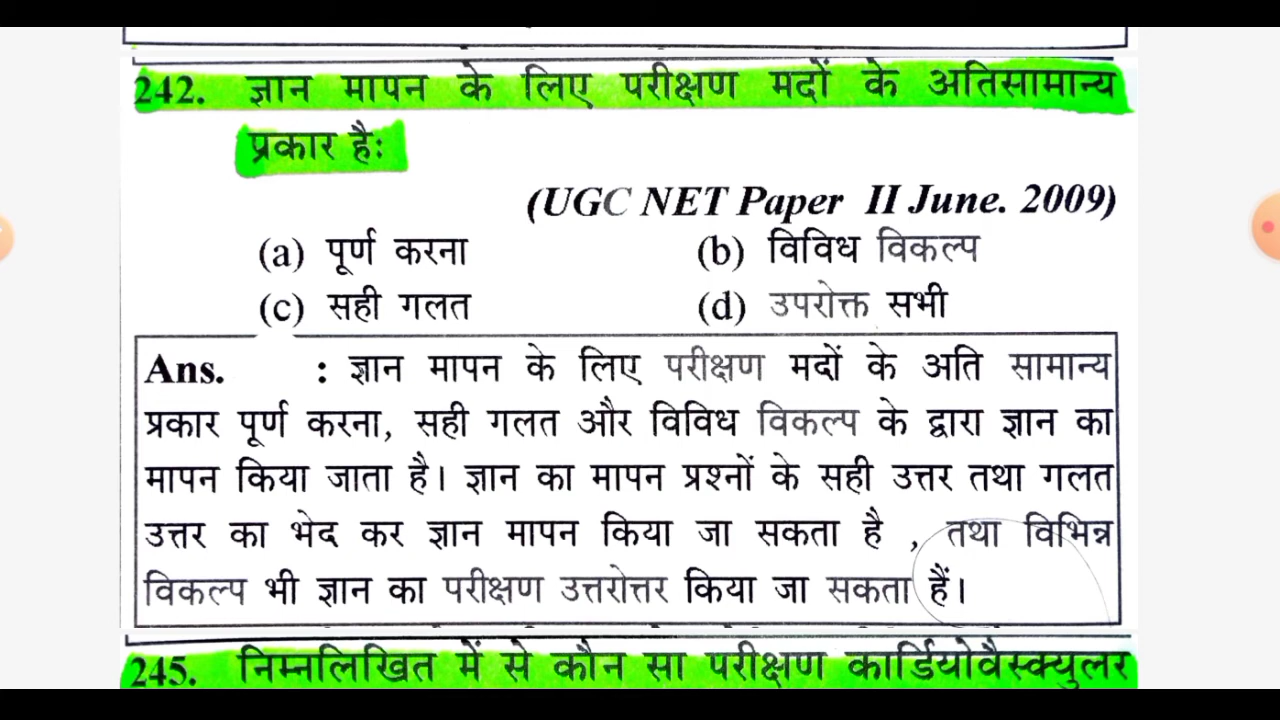 242. ज्ञान मापन के लिए परीक्षण मदों के अतिसामान्य
प्रकार है:
(UGC NET Paper II June. 2009)
(a) पूर्ण करना (b) विविध विकल्प
(c) सही गलत (d) उपरोक्त सभी
Ans. : ज्ञान मापन के लिए परीक्षण मदों के अति सामान्य
प्रकार पूर्ण करना, सही गलत और विविध विकल्प के द्वारा ज्ञान का
मापन किया जाता है। ज्ञान का मापन प्रश्नों के सही उत्तर तथा गलत
उत्तर का भेद कर ज्ञान मापन किया जा सकता है , तथा विभिन्न
विकल्प भी ज्ञान का परीक्षण उत्तरोत्तर किया जा सकता हैं।
245. निम्नलिखित में से कौन सा परीक्षण कार्डियोवैस्क्युलर